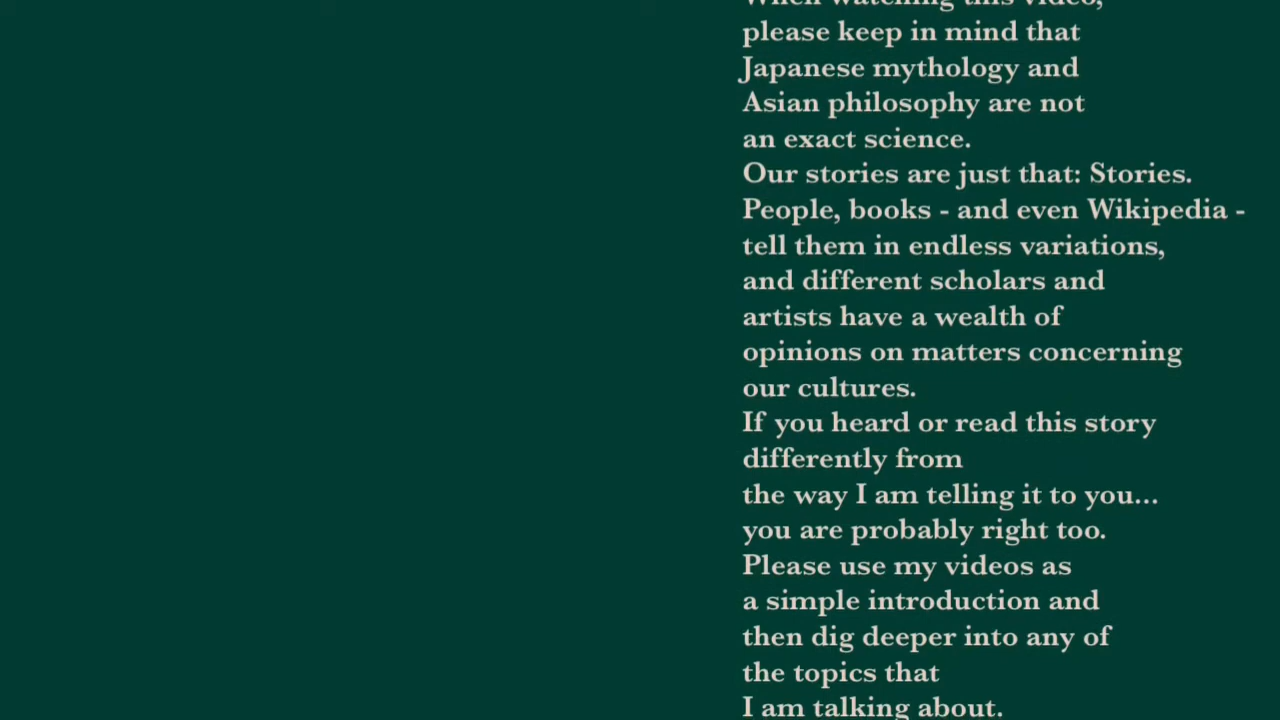 When watching this video,
please keep in mind that
Japanese mythology and
Asian philosophy are not
an exact science.
Our stories are just that: Stories.
People, books - and even Wikipedia -
tell them in endless variations,
and different scholars and
artists have a wealth of
opinions on matters concerning
our cultures.
If you heard or read this story
differently from
the way I am telling it to you...
you are probably right too.
Please use my videos as
a simple introduction and
then dig deeper into any of
the topics that
I am talking about.